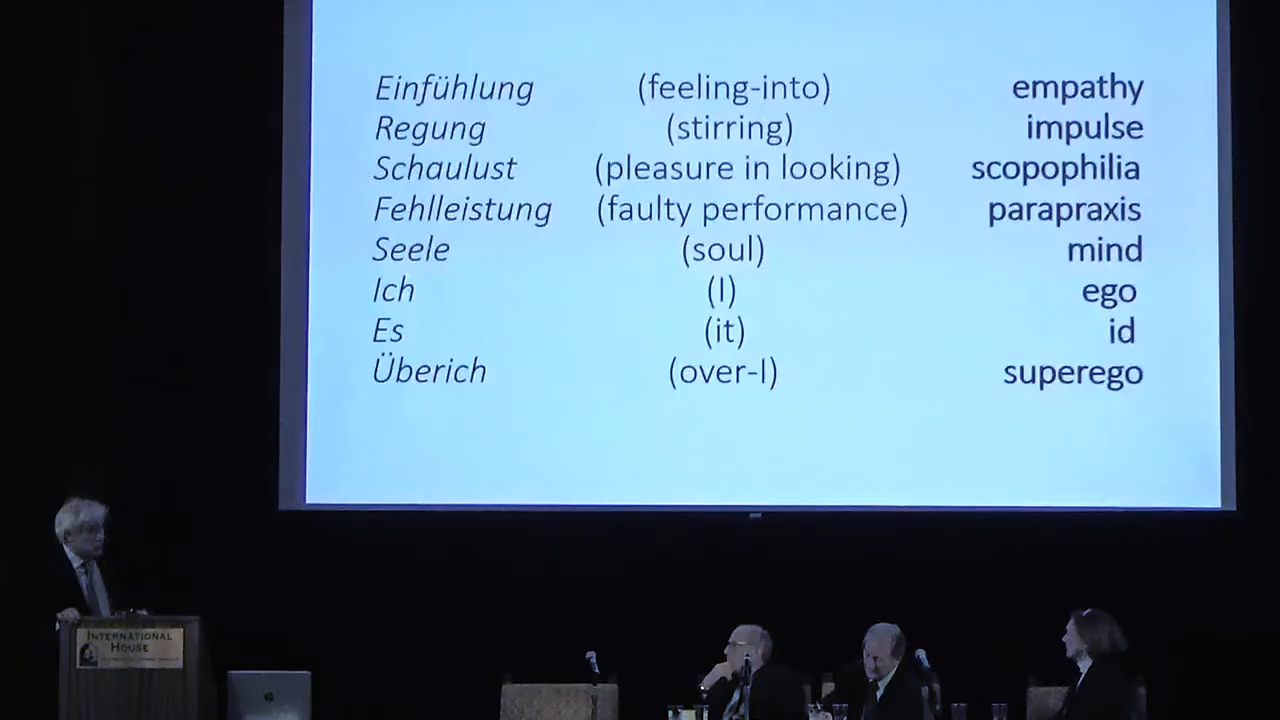 Einfühlung (feeling-into) empathy
Regung (stirring) impulse
Schaulust (pleasure in looking) scopophilia
Fehlleistung (faulty performance) parapraxis
Seele (soul) mind
Ich (I) ego
Es (it) id
Überich (over-I) superego
INTERNATIONAL
HOUSE
hp